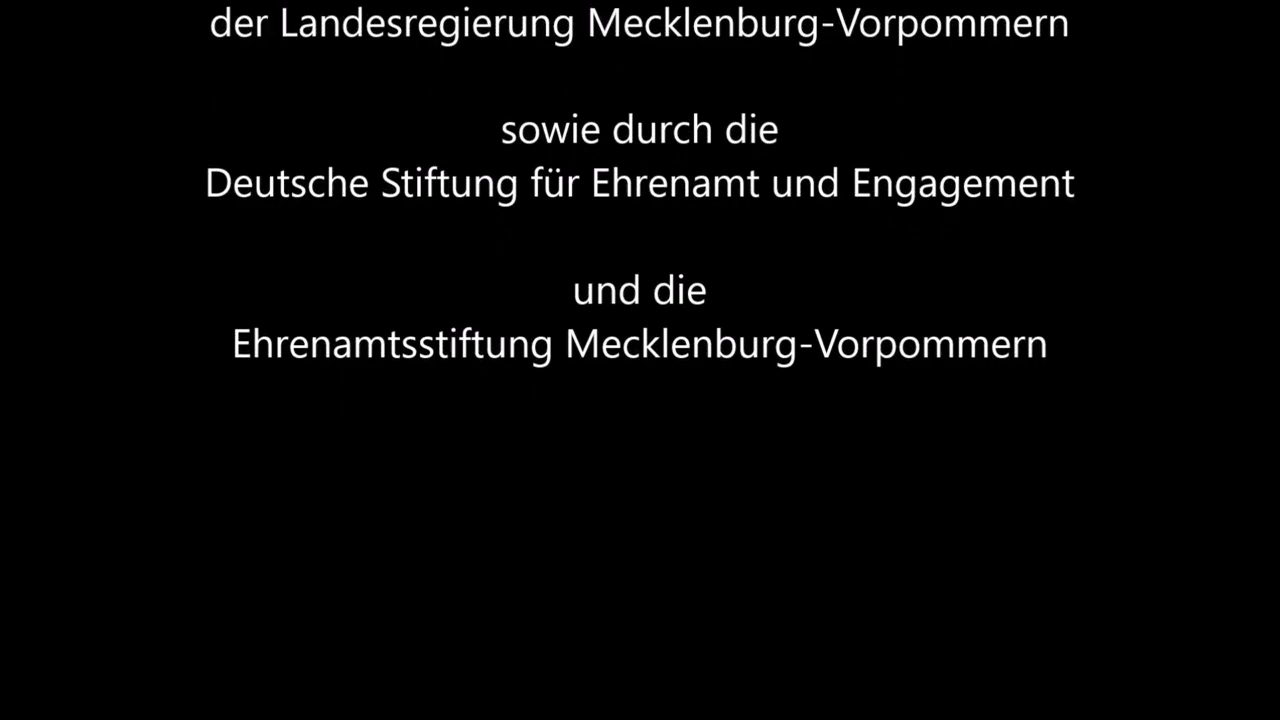 der Landesregierung Mecklenburg-Vorpommern
sowie durch die
Deutsche Stiftung für Ehrenamt und Engagement
und die
Ehrenamtsstiftung Mecklenburg-Vorpommern